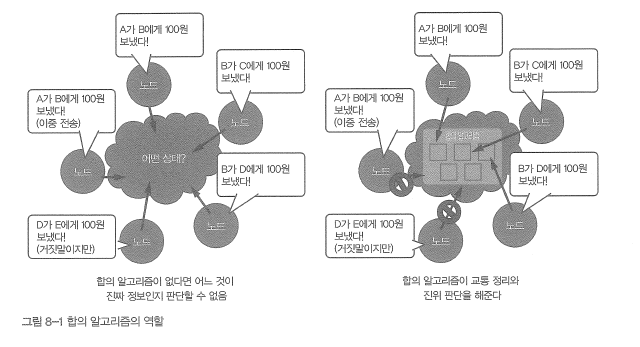 A가 B에게 100원
보냈다!
B가 C에게 100원
보냈다!
A가 B에게 100원
보냈다!
(이중 전송)
B가 D에게 100원
보냈다!
D가 E에게 100원
보냈다!
(거짓말이지만)
노드
노드
노드
노드
노드
어떤 상태?
합의 알고리즘이 없다면 어느 것이
진짜 정보인지 판단할 수 없음
A가 B에게 100원
보냈다!
B가 C에게 100원
보냈다!
A가 B에게 100원
보냈다!
(이중 전송)
B가 D에게 100원
보냈다!
D가 E에게 100원
보냈다!
(거짓말이지만)
노드
노드
노드
노드
노드
합의 알고리즘이 교통 정리와
진위 판단을 해준다
그림 8-1 합의 알고리즘의 역할